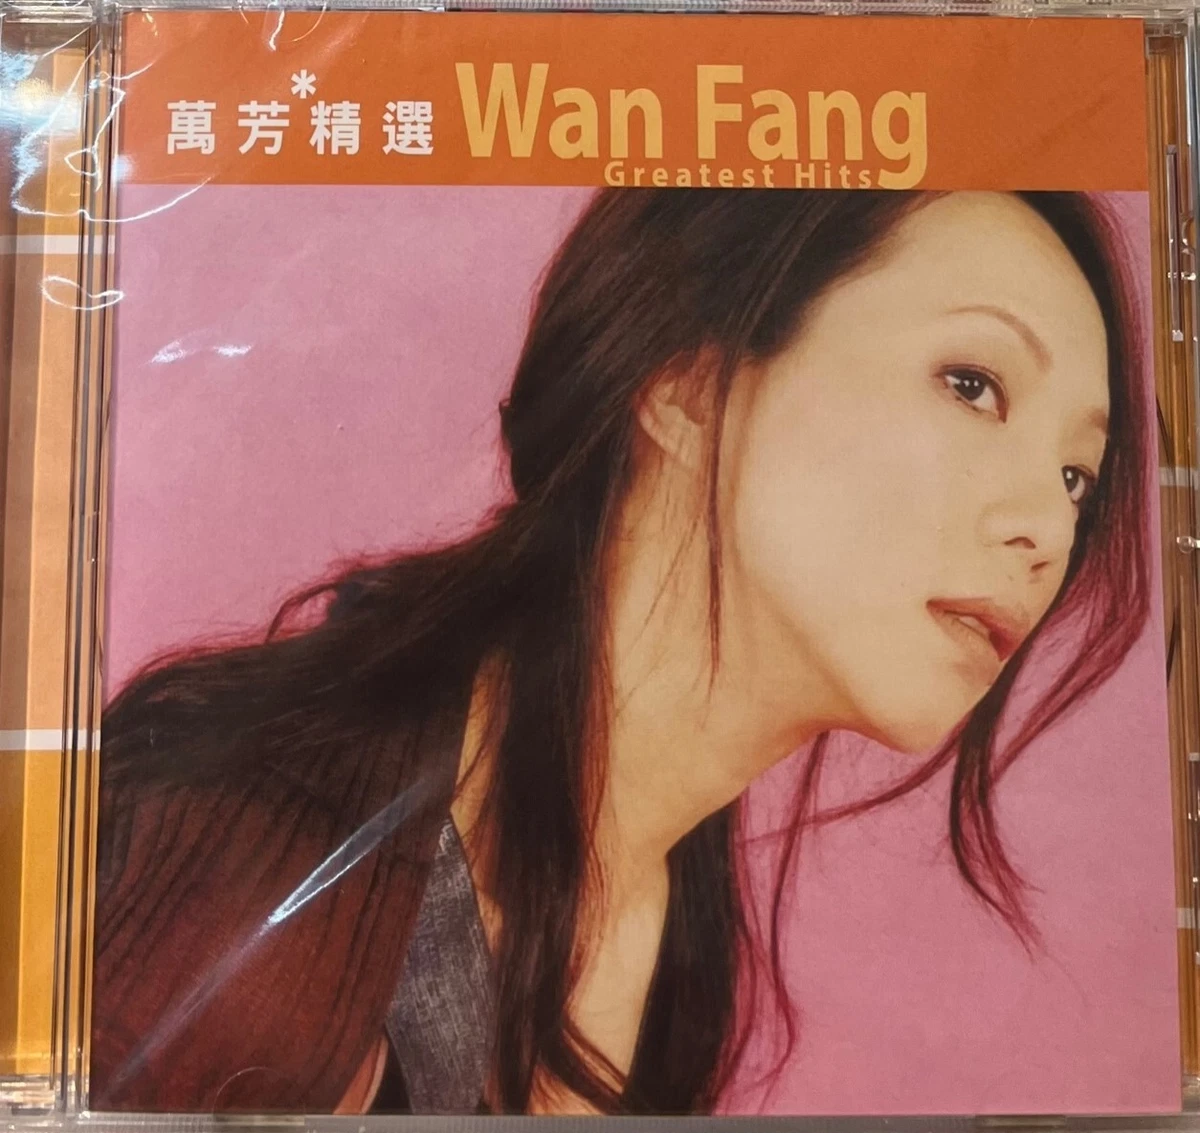 萬芳*精選 Wan Fang
Greatest Hits